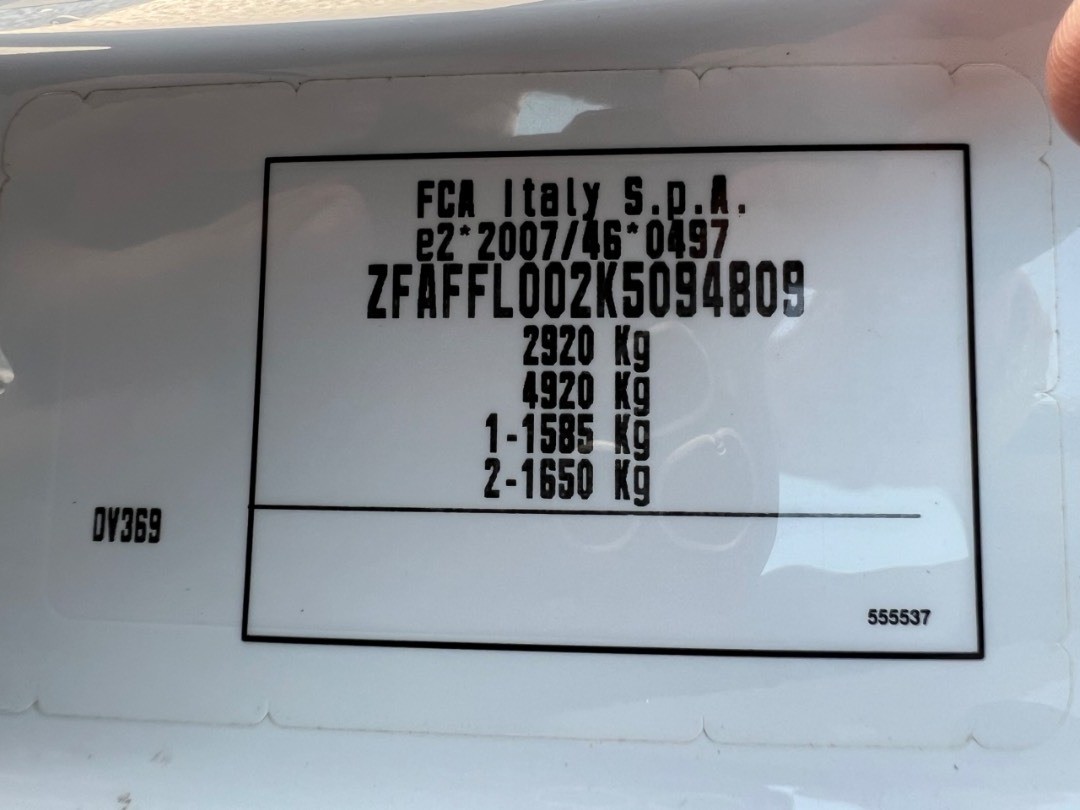 FCA Italy S.p.A.
e2*2007/46*0497
ZFAFFL002K5094809
2920 Kg
4920 Kg
1-1585 Kg
2-1650 Kg
DV369
555537